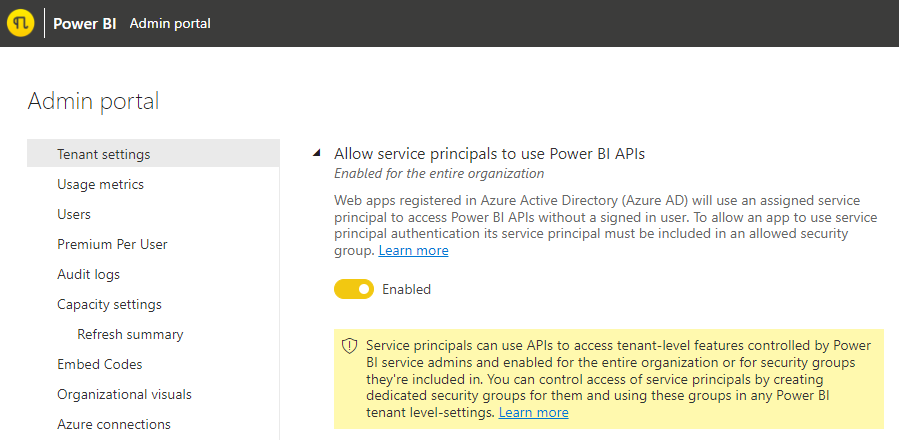 Power BI Admin portal
Admin portal
Tenant settings
Usage metrics
Users
Premium Per User
Audit logs
Capacity settings
Refresh summary
Embed Codes
Organizational visuals
Azure connections
Allow service principals to use Power BI APIs
Enabled for the entire organization
Web apps registered in Azure Active Directory (Azure AD) will use an assigned service
principal to access Power BI APIs without a signed in user. To allow an app to use service
principal authentication its service principal must be included in an allowed security
group. Learn more
Enabled
Service principals can use APIs to access tenant-level features controlled by Power
BI service admins and enabled for the entire organization or for security groups
they're included in. You can control access of service principals by creating
dedicated security groups for them and using these groups in any Power BI
tenant level-settings. Learn more